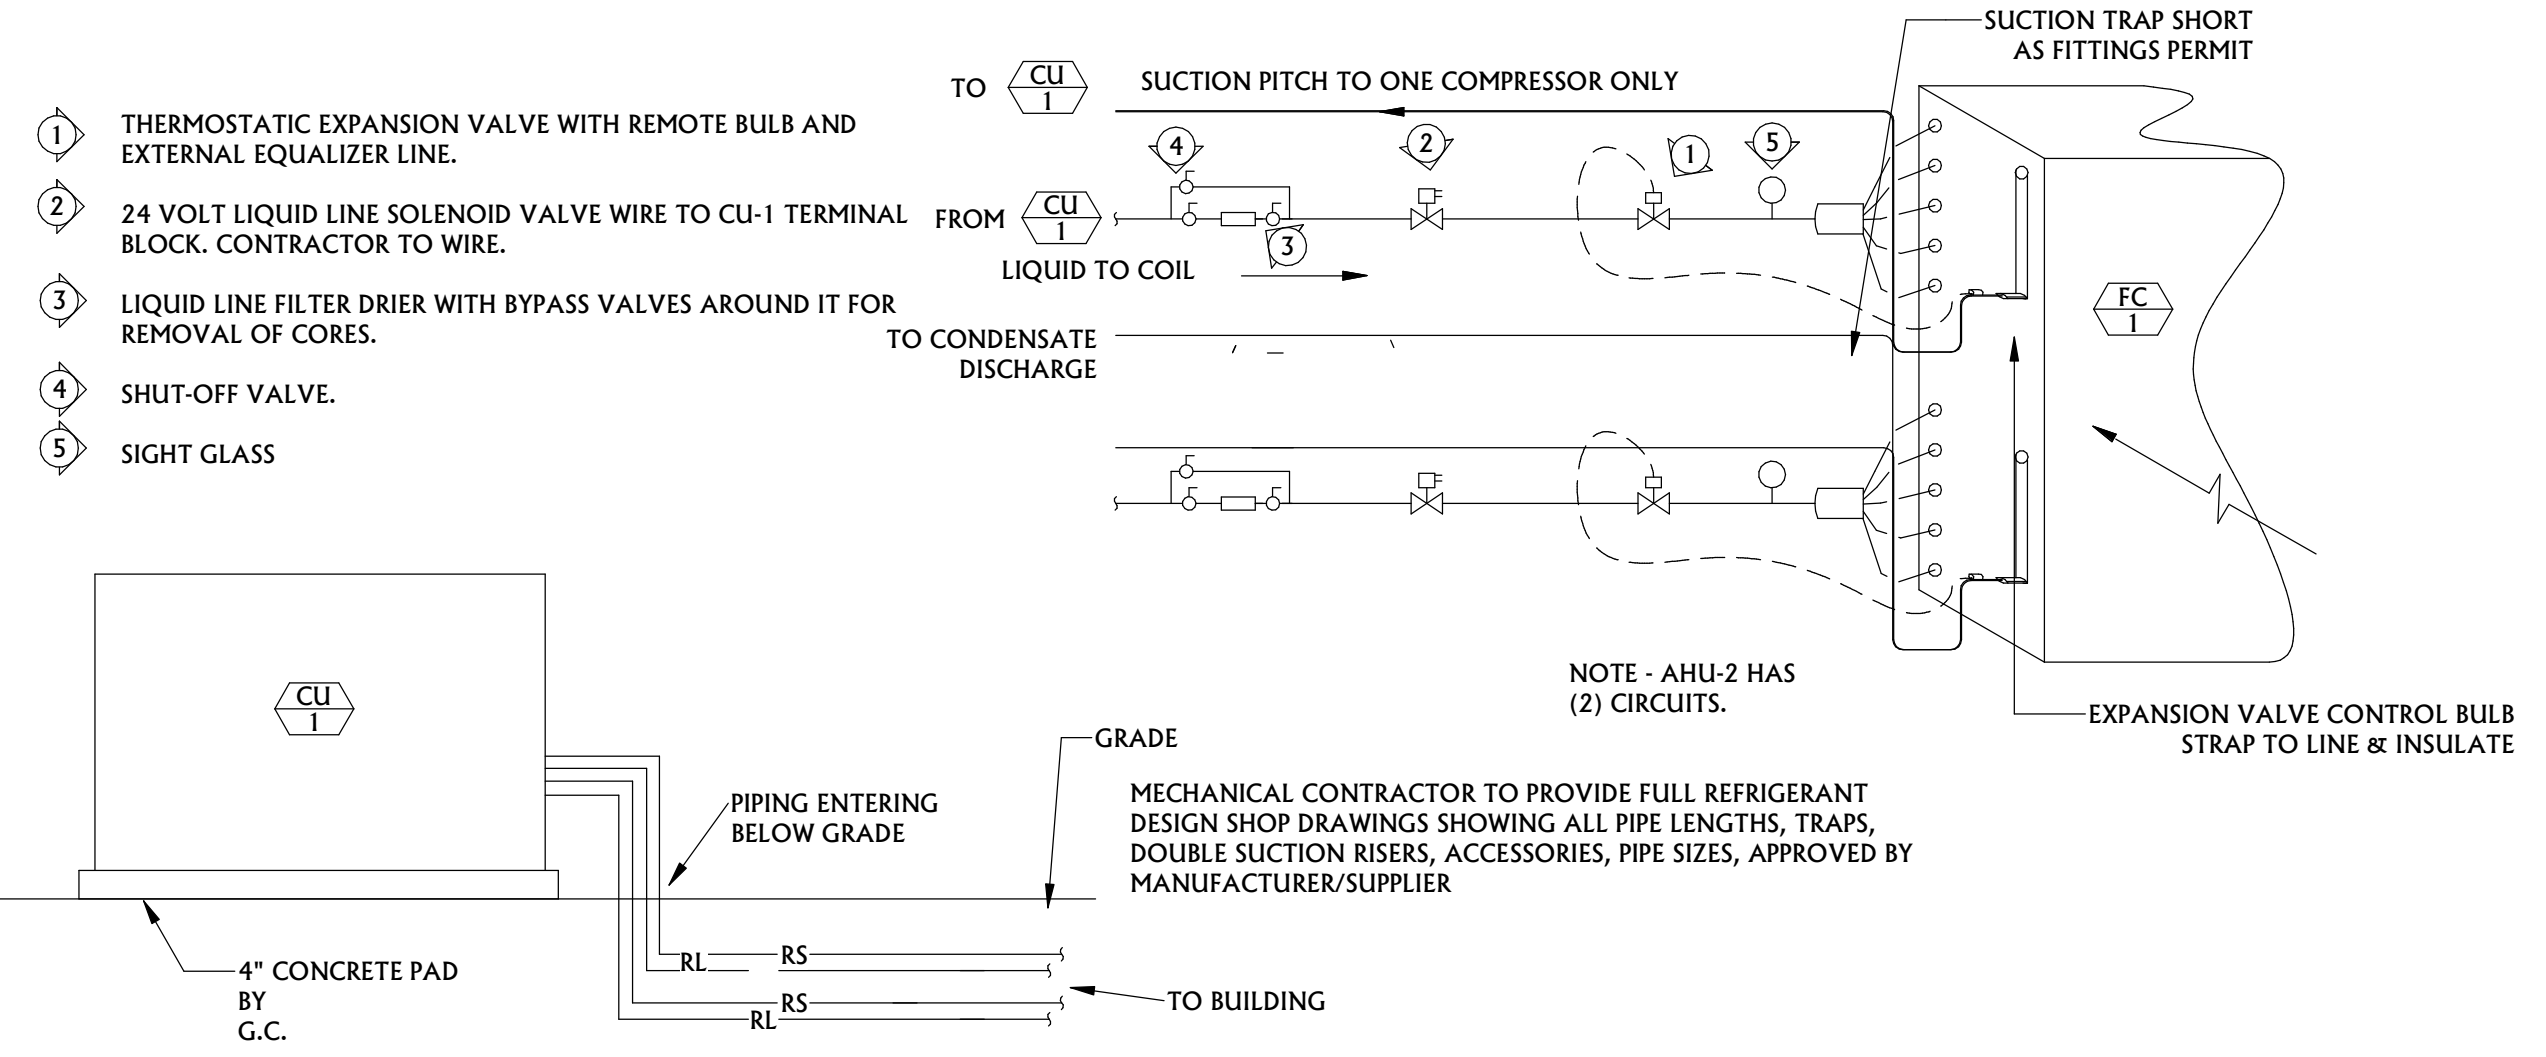 1
THERMOSTATIC EXPANSION VALVE WITH REMOTE BULB AND
EXTERNAL EQUALIZER LINE.
2
24 VOLT LIQUID LINE SOLENOID VALVE WIRE TO CU-1 TERMINAL
BLOCK. CONTRACTOR TO WIRE.
3
LIQUID LINE FILTER DRIER WITH BYPASS VALVES AROUND IT FOR
REMOVAL OF CORES.
4
SHUT-OFF VALVE.
5
SIGHT GLASS
SUCTION TRAP SHORT
AS FITTINGS PERMIT
TO
CU
1
SUCTION PITCH TO ONE COMPRESSOR ONLY
4
2
1
5
FROM
CU
1
3
LIQUID TO COIL
TO CONDENSATE
DISCHARGE
FC
1
NOTE - AHU-2 HAS
(2) CIRCUITS.
EXPANSION VALVE CONTROL BULB
STRAP TO LINE & INSULATE
CU
1
GRADE
PIPING ENTERING
BELOW GRADE
MECHANICAL CONTRACTOR TO PROVIDE FULL REFRIGERANT
DESIGN SHOP DRAWINGS SHOWING ALL PIPE LENGTHS, TRAPS,
DOUBLE SUCTION RISERS, ACCESSORIES, PIPE SIZES, APPROVED BY
MANUFACTURER/SUPPLIER
4" CONCRETE PAD
BY
G.C.
RS
RL
RS
RL
TO BUILDING